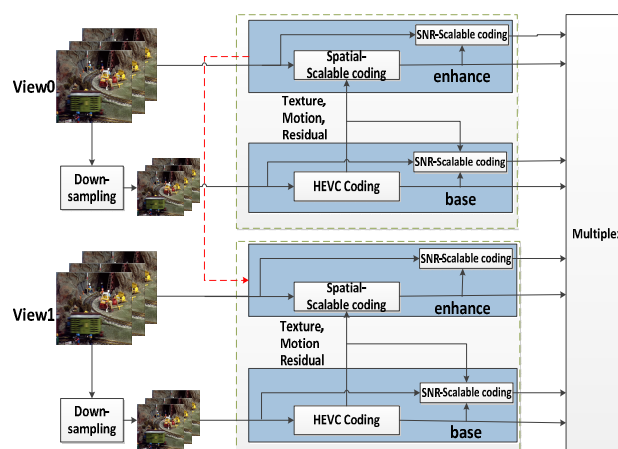 SNR-Scalable coding
Spatial-
Scalable coding
enhance
View0
Texture,
Motion,
Residual
Down-
sampling
SNR-Scalable coding
HEVC Coding
base
Multiplex
SNR-Scalable coding
Spatial-
Scalable coding
enhance
View1
Texture,
Motion
Residual
Down-
sampling
SNR-Scalable coding
HEVC Coding
base